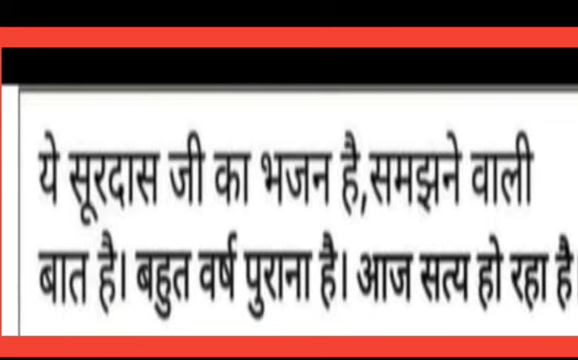 ये सूरदास जी का भजन है,समझने वाली
बात है। बहुत वर्ष पुराना है। आज सत्य हो रहा है